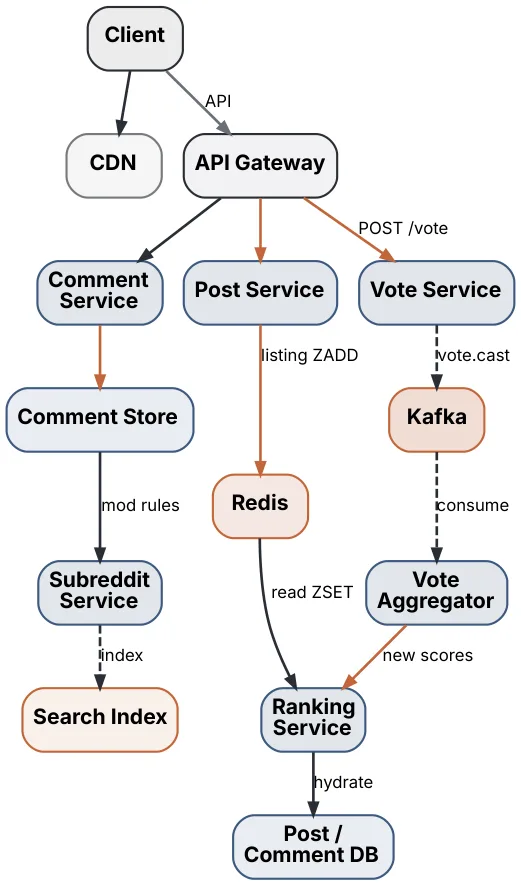 Client
API
CDN
API Gateway
POST /vote
Comment
Service
Post Service
Vote Service
listing ZADD
vote.cast
Comment Store
Kafka
mod rules
Redis
consume
Subreddit
Service
read ZSET
Vote
Aggregator
index
new scores
Search Index
Ranking
Service
hydrate
Post /
Comment DB